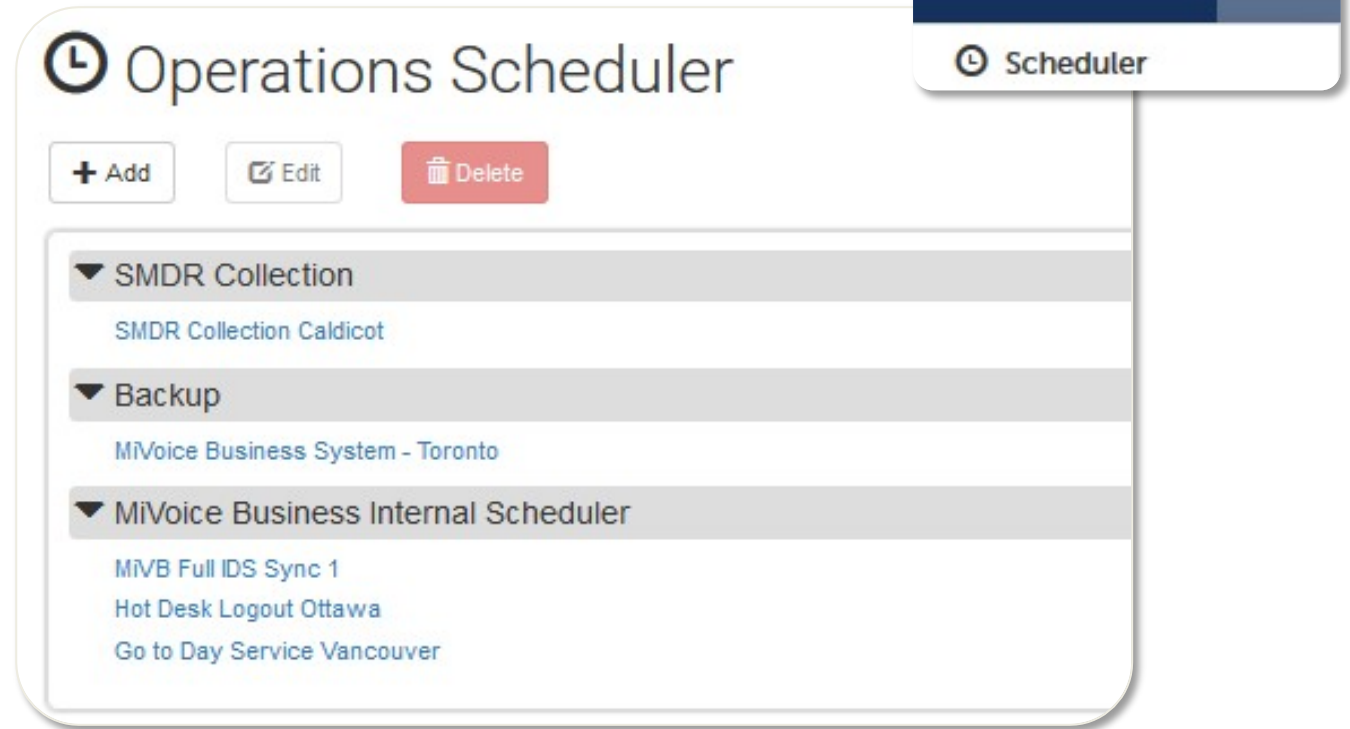 Operations Scheduler
Scheduler
Add Edit Delete
SMDR Collection
SMDR Collection Caldicot
Backup
MiVoice Business System - Toronto
MiVoice Business Internal Scheduler
MiVB Full IDS Sync 1
Hot Desk Logout Ottawa
Go to Day Service Vancouver